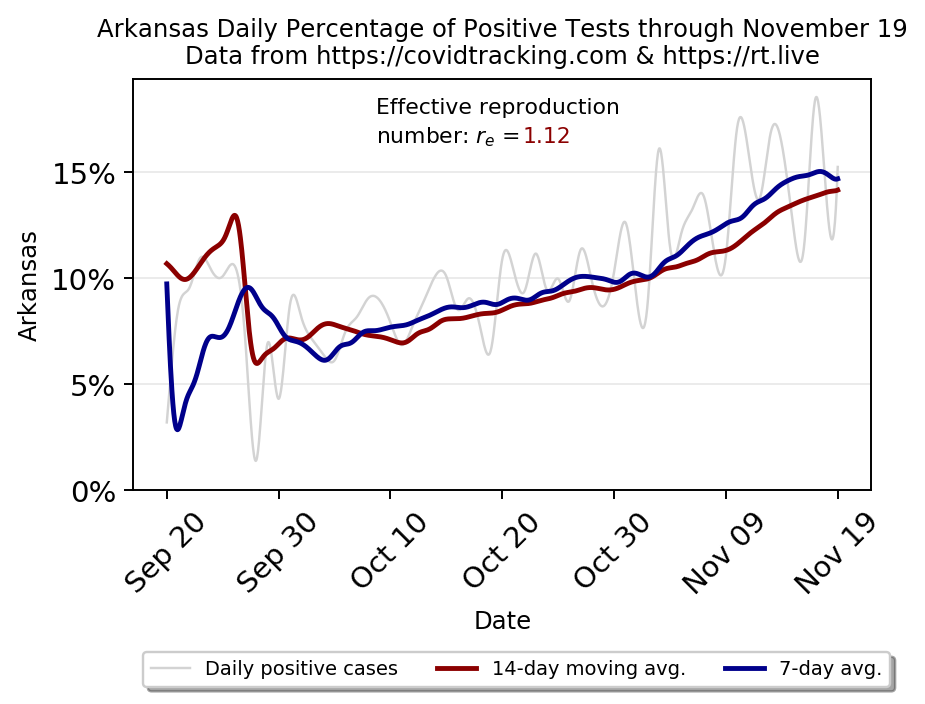 Arkansas Daily Percentage of Positive Tests through November 19
Data from https://covidtracking.com & https://rt.live
Effective reproduction
number: rₑ =1.12
15%
10%
5%
0%
Arkansas
Sep 20
Sep 30
Oct 10
Oct 20
Oct 30
Nov 09
Nov 19
Date
Daily positive cases
14-day moving avg.
7-day avg.